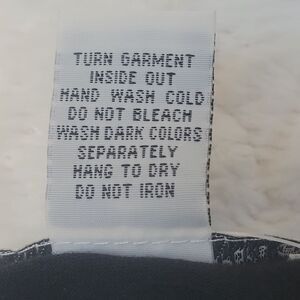 TURN GARMENT
INSIDE OUT
HAND WASH COLD
DO NOT BLEACH
WASH DARK COLORS
SEPARATELY
HANG TO DRY
DO NOT IRON